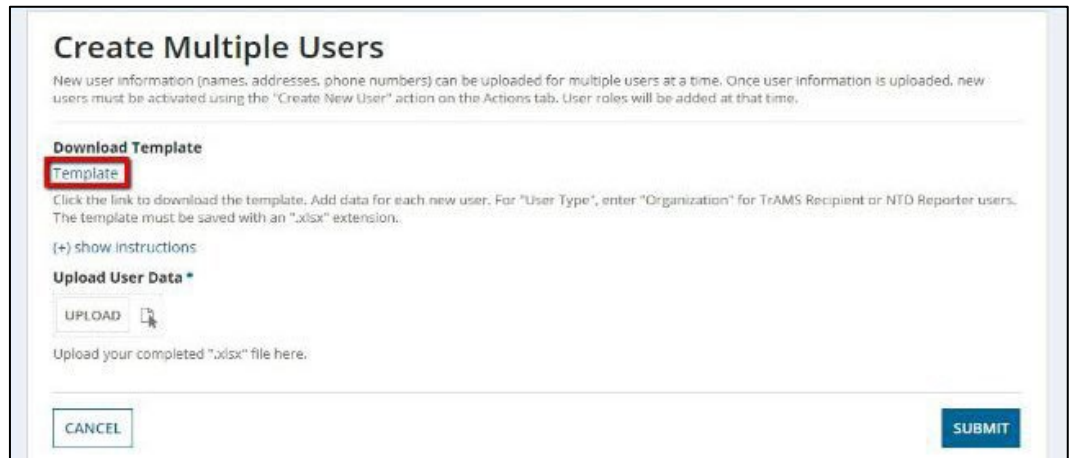 Create Multiple Users
New user information (names, addresses, phone numbers) can be uploaded for multiple users at a time. Once user information is uploaded, new
users must be activated using the "Create New User" action on the Actions tab. User roles will be added at that time.
Download Template
Template
Click the link to download the template. Add data for each new user. For "User Type", enter "Organization" for TrAMS Recipient or NTD Reporter users.
The template must be saved with an ".xlsx" extension.
(+) show instructions
Upload User Data *
UPLOAD
Upload your completed ".xlsx" file here.
CANCEL
SUBMIT